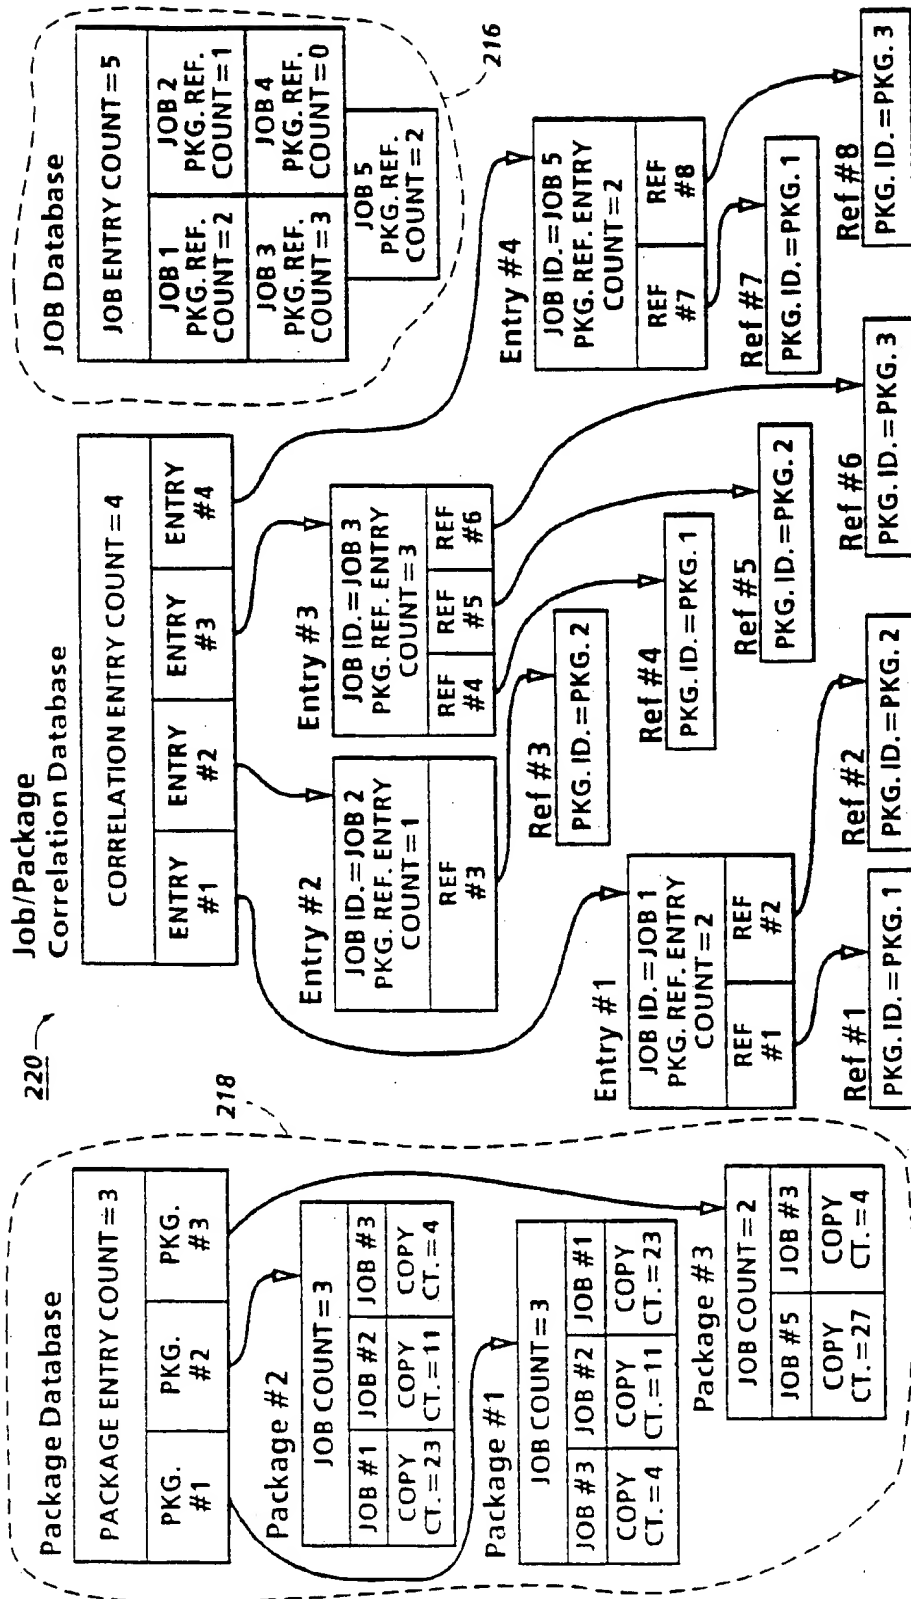 Package Database
PACKAGE ENTRY COUNT=3
PKG.
#1
PKG.
#2
PKG.
#3
Package #2
JOB COUNT=3
JOB #1
JOB #2
JOB #3
COPY
CT.=23
COPY
CT.=11
COPY
CT.=4
Package #1
JOB COUNT=3
JOB #3
JOB #2
JOB #1
COPY
CT.=4
COPY
CT.=11
COPY
CT.=23
Package #3
JOB COUNT=2
JOB #5
JOB #3
COPY
CT.=27
COPY
CT.=4
218
220
Job/Package
Correlation Database
CORRELATION ENTRY COUNT=4
ENTRY
#1
ENTRY
#2
ENTRY
#3
ENTRY
#4
Entry #2
JOB ID.=JOB 2
PKG. REF. ENTRY
COUNT=1
REF
#3
Entry #3
JOB ID.=JOB 3
PKG. REF. ENTRY
COUNT=3
REF
#4
REF
#5
REF
#6
Ref #3
PKG. ID.=PKG. 2
Ref #4
PKG. ID.=PKG. 1
Ref #5
PKG. ID.=PKG. 2
Ref #6
PKG. ID.=PKG. 3
Entry #1
JOB ID.=JOB 1
PKG. REF. ENTRY
COUNT=2
REF
#1
REF
#2
Ref #1
PKG. ID.=PKG. 1
Ref #2
PKG. ID.=PKG. 2
JOB Database
JOB ENTRY COUNT=5
JOB 1
PKG. REF.
COUNT=2
JOB 2
PKG. REF.
COUNT=1
JOB 3
PKG. REF.
COUNT=3
JOB 4
PKG. REF.
COUNT=0
JOB 5
PKG. REF.
COUNT=2
216
Entry #4
JOB ID.=JOB 5
PKG. REF. ENTRY
COUNT=2
REF
#7
REF
#8
Ref #7
PKG. ID.=PKG. 1
Ref #8
PKG. ID.=PKG. 3